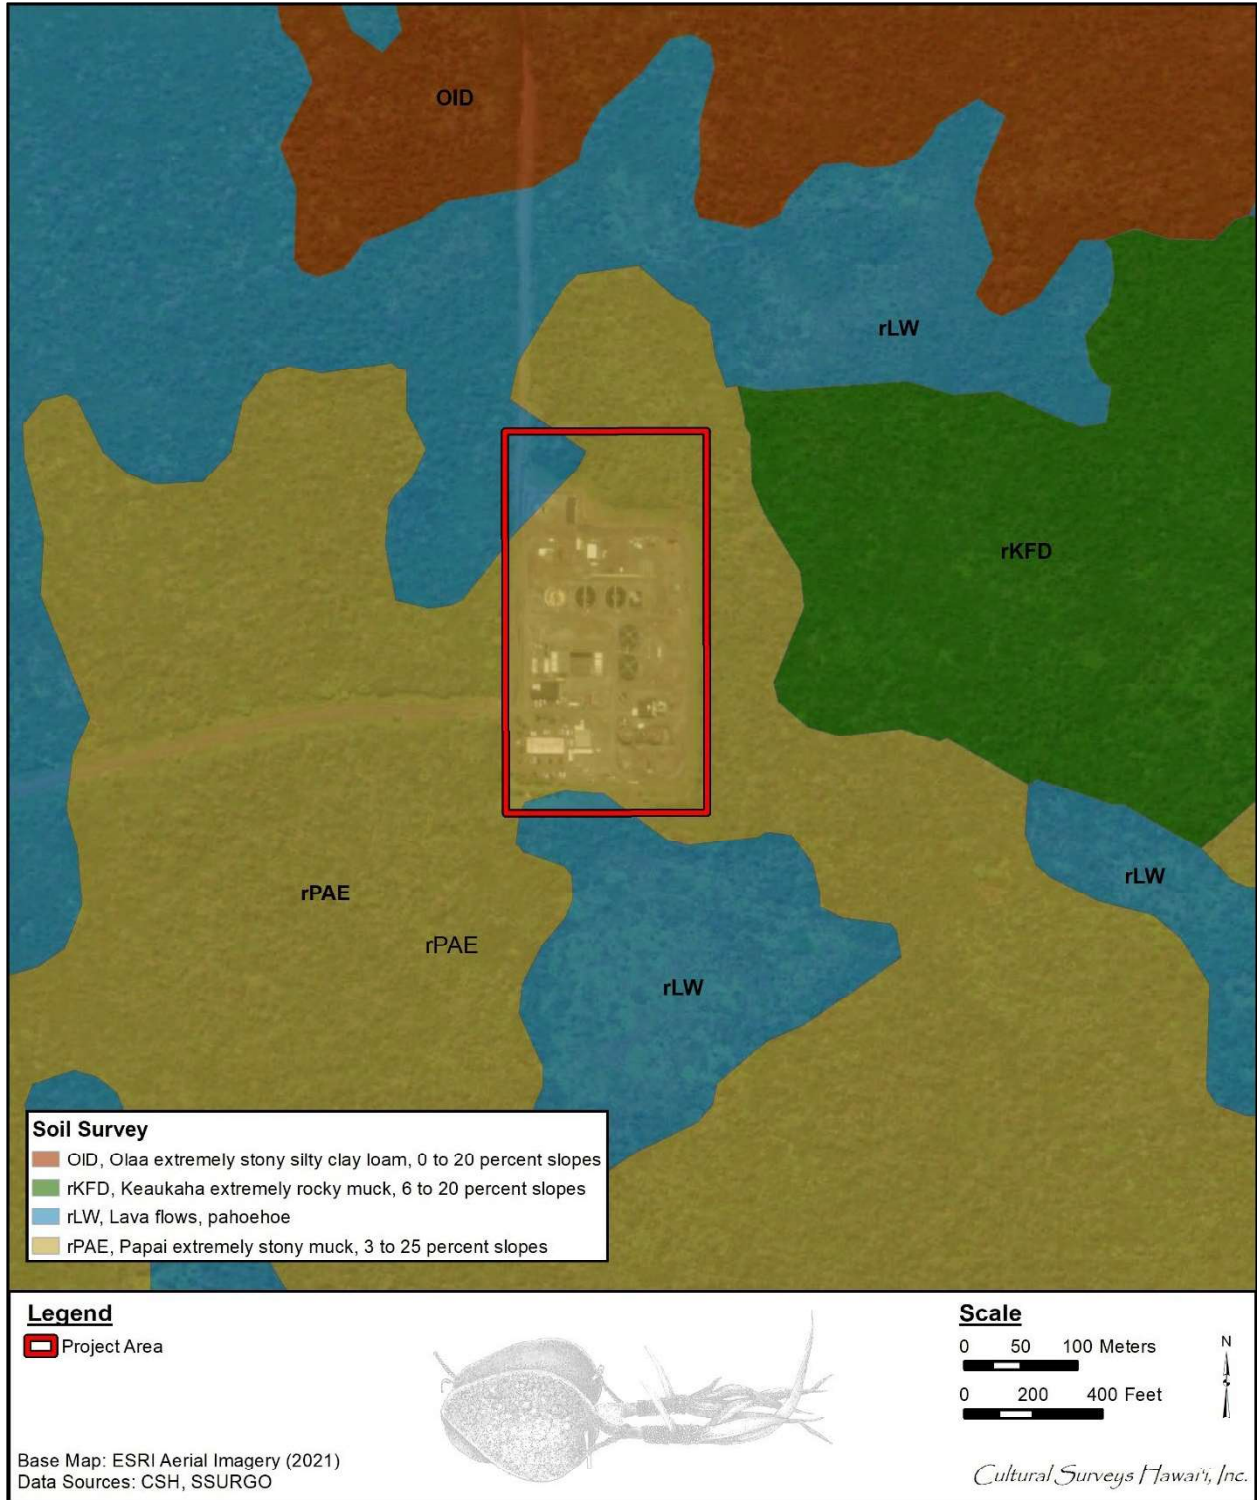 OID
rLW
rKFD
rLW
rPAE
rPAE
rLW
Soil Survey
OID, Olaa extremely stony silty clay loam, 0 to 20 percent slopes
rKFD, Keaukaha extremely rocky muck, 6 to 20 percent slopes
rLW, Lava flows, pahoehoe
rPAE, Papai extremely stony muck, 3 to 25 percent slopes
Legend
Project Area
Scale
0 50 100 Meters
0 200 400 Feet
N
Base Map: ESRI Aerial Imagery (2021)
Data Sources: CSH, SSURGO
Cultural Surveys Hawai'i, Inc.